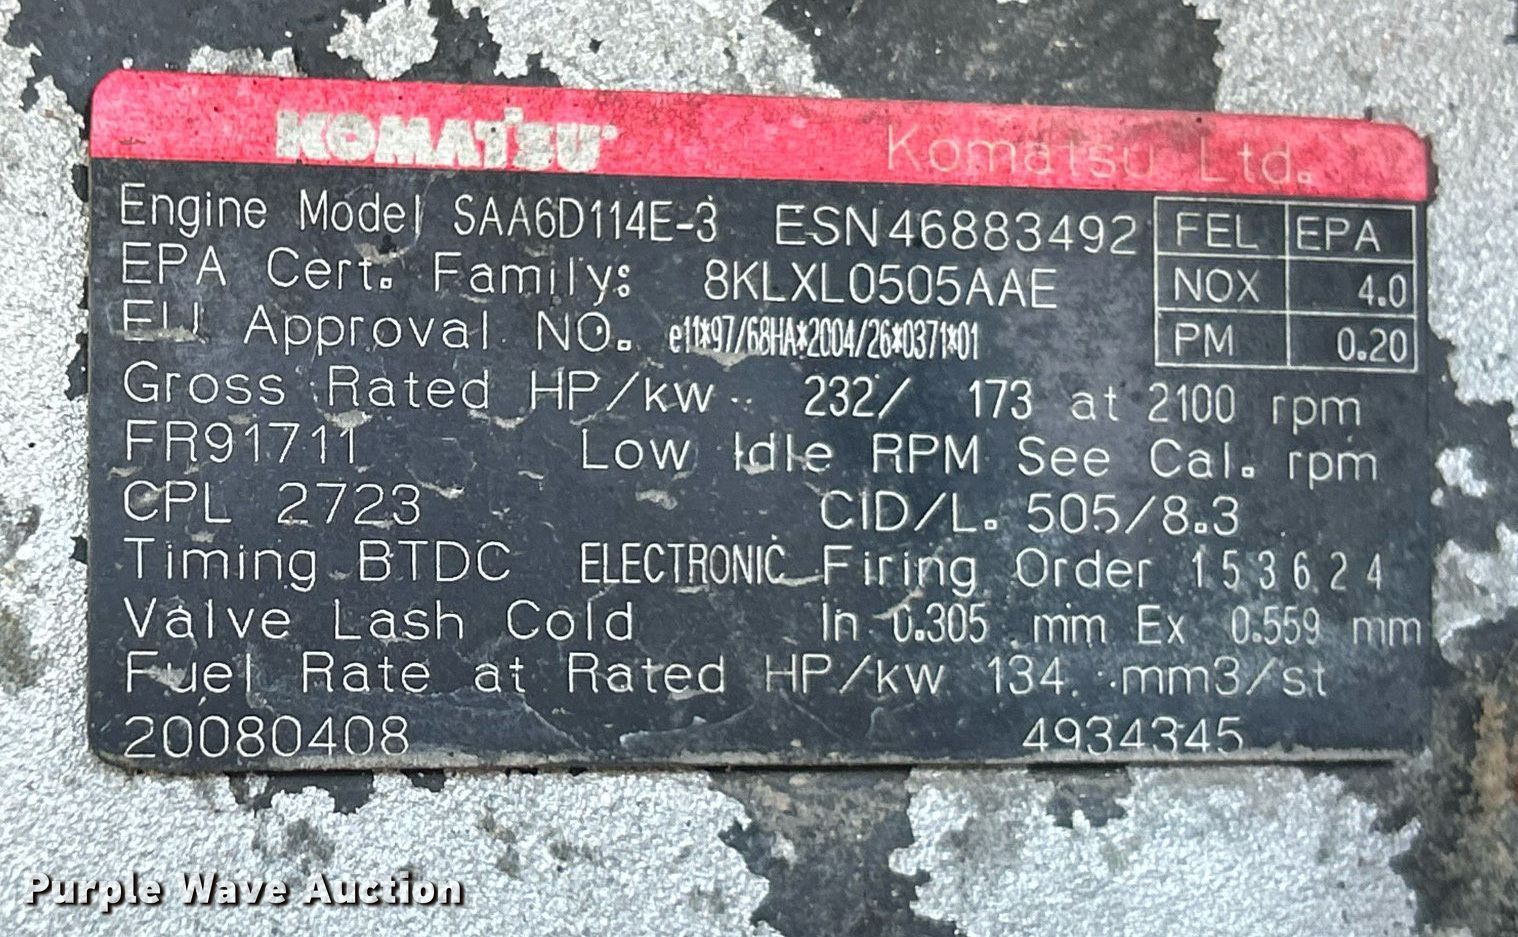 KOMATSU Komatsu Ltd.
Engine Model SAA6D114E-3 ESN46883492 FEL EPA
EPA Cert. Family: 8KLXL0505AAE NOX 4.0
EU Approval NO. e11*97/68HA*2004/26*0371*01 PM 0.20
Gross Rated HP/kw 232/ 173 at 2100 rpm
FR91711 Low Idle RPM See Cal. rpm
CPL 2723 CID/L. 505/8.3
Timing BTDC ELECTRONIC Firing Order 153624
Valve Lash Cold In 0.305 mm Ex 0.559 mm
Fuel Rate at Rated HP/kw 134. mm3/st
20080408 4934345
Purple Wave Auction